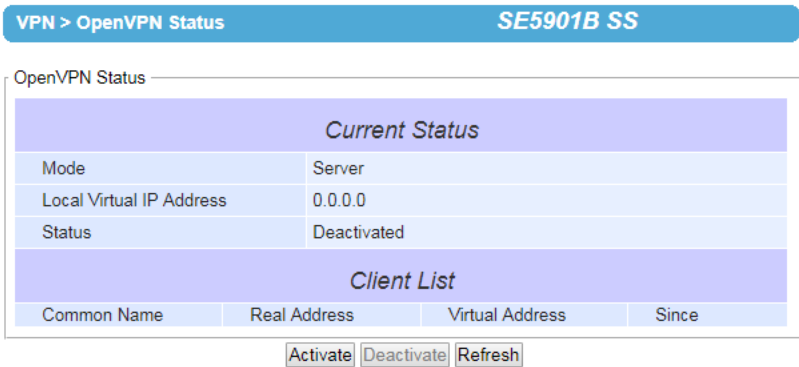 VPN > OpenVPN Status SE5901B SS
OpenVPN Status
Current Status
Mode Server
Local Virtual IP Address 0.0.0.0
Status Deactivated
Client List
Common Name Real Address Virtual Address Since
Activate Deactivate Refresh